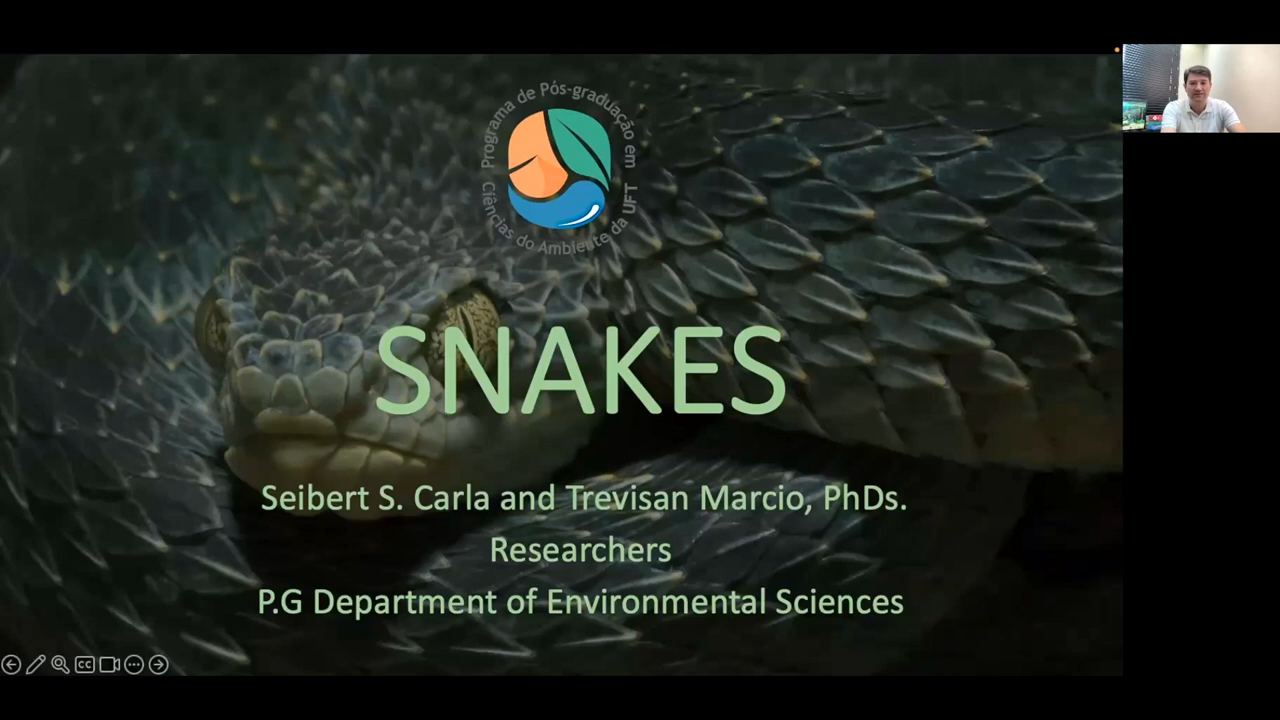 Programa de Pós-graduação em
Ciências do Ambiente da UFT
SNAKES
Seibert S. Carla and Trevisan Marcio, PhDs.
Researchers
P.G Department of Environmental Sciences
CC